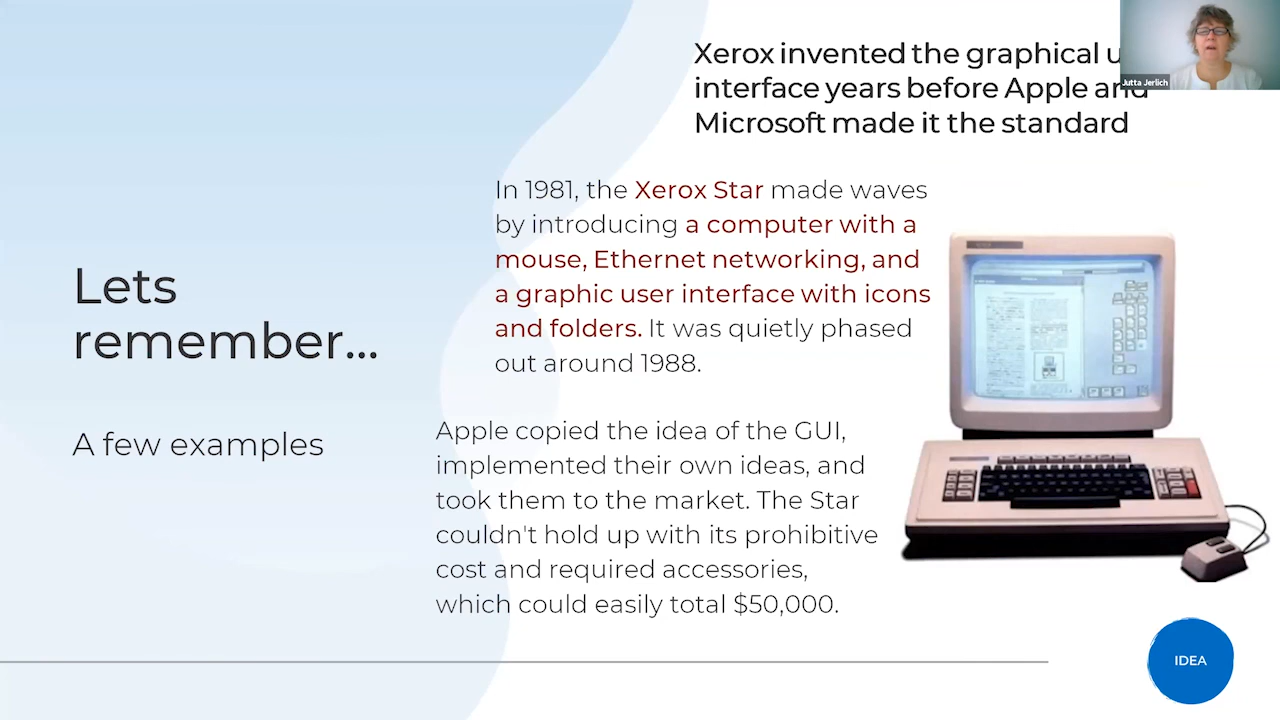 Xerox invented the graphical
interface years before Apple and
Microsoft made it the standard
Jutta Jerlich
In 1981, the Xerox Star made waves
by introducing a computer with a
mouse, Ethernet networking, and
a graphic user interface with icons
and folders. It was quietly phased
out around 1988.
Lets
remember...
A few examples
Apple copied the idea of the GUI,
implemented their own ideas, and
took them to the market. The Star
couldn't hold up with its prohibitive
cost and required accessories,
which could easily total $50,000.
IDEA